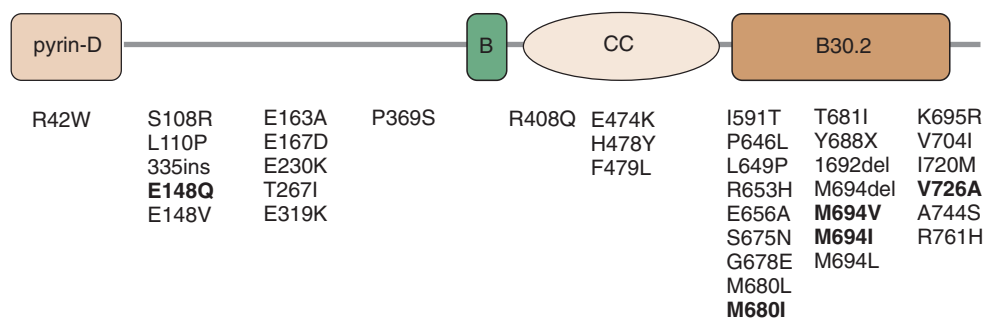 pyrin-D
B
CC
B30.2
R42W
S108R
L110P
335ins
E148Q
E148V
E163A
E167D
E230K
T267I
E319K
P369S
R408Q
E474K
H478Y
F479L
I591T
P646L
L649P
R653H
E656A
S675N
G678E
M680L
M680I
T681I
Y688X
1692del
M694del
M694V
M694I
M694L
K695R
V704I
I720M
V726A
A744S
R761H